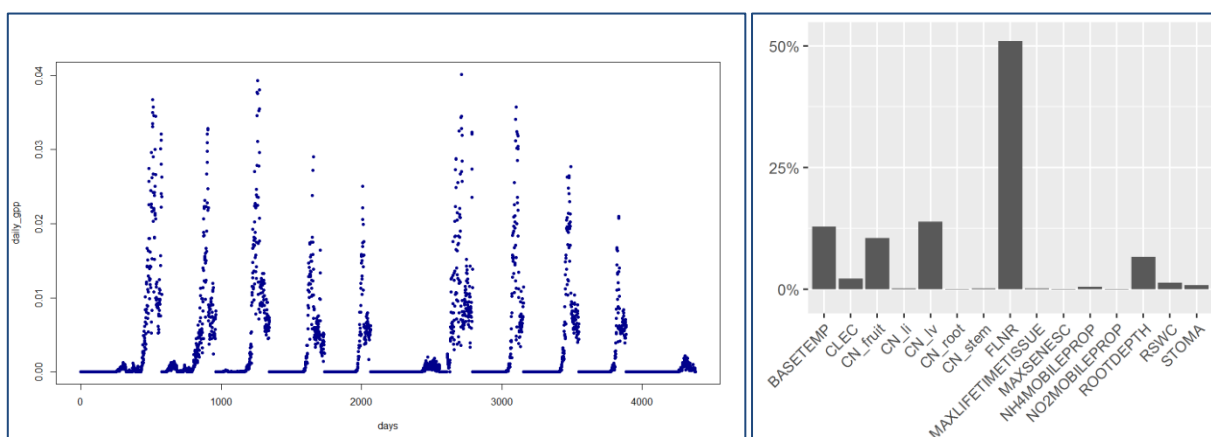 0.04
0.03
0.02
0.01
0.00
daily_gpp
0 1000 2000 3000 4000
days
50%
25%
0%
BASETEMP
CLEC
CN_fruit
CN_li
CN_lv
CN_root
CN_stem
FLNR
MAXLIFETIMETISSUE
MAXSENESC
NH4MOBILEPROP
NO2MOBILEPROP
ROOTDEPTH
RSWC
STOMA